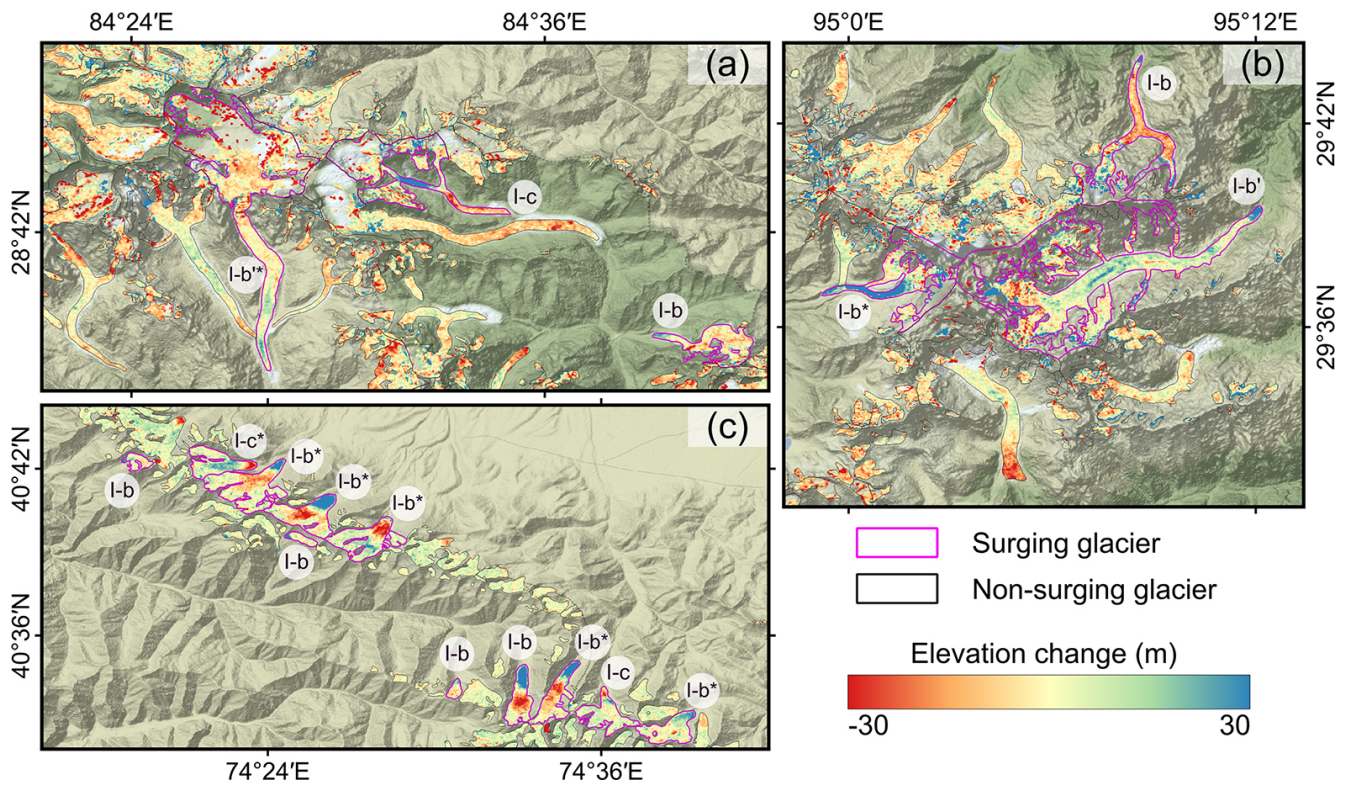 84°24′E
84°36′E
95°0′E
95°12′E
(a)
(b)
28°42′N
I-c
I-b′*
I-b
I-b
I-b′
I-b*
29°42′N
29°36′N
(c)
I-c*
I-b*
I-b*
I-b*
I-b
I-b
I-b
I-b
I-b*
I-c
I-b*
40°42′N
40°36′N
74°24′E
74°36′E
Surging glacier
Non-surging glacier
Elevation change (m)
-30
30